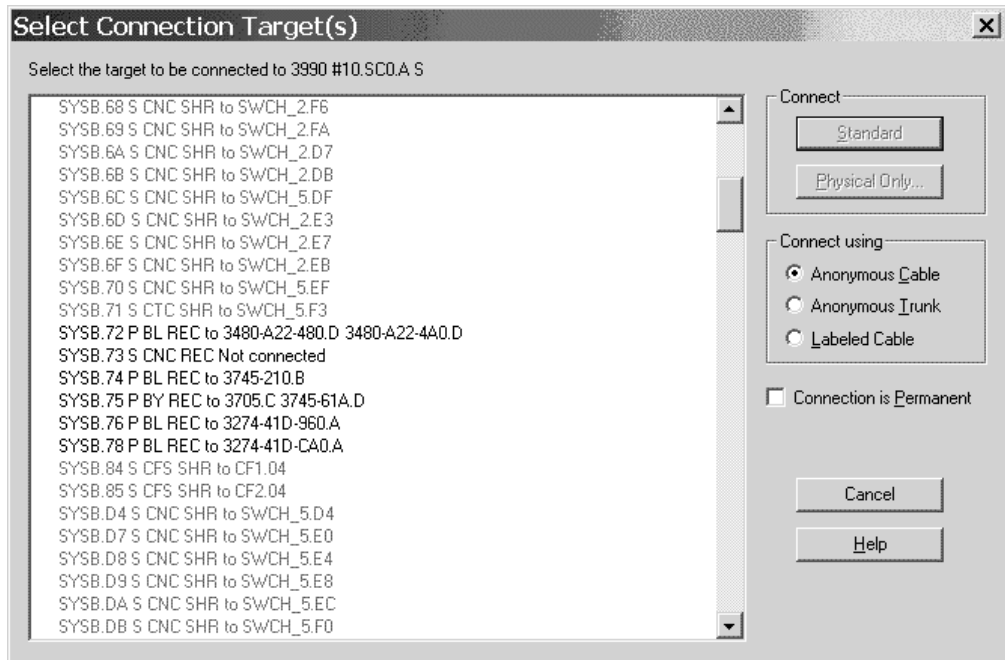 Select Connection Target(s)
Select the target to be connected to 3990 #10.SC0.A S
SYSB.68 S CNC SHR to SWCH_2.F6
SYSB.69 S CNC SHR to SWCH_2.FA
SYSB.6A S CNC SHR to SWCH_2.D7
SYSB.6B S CNC SHR to SWCH_2.DB
SYSB.6C S CNC SHR to SWCH_5.DF
SYSB.6D S CNC SHR to SWCH_2.E3
SYSB.6E S CNC SHR to SWCH_2.E7
SYSB.6F S CNC SHR to SWCH_2.EB
SYSB.70 S CNC SHR to SWCH_5.EF
SYSB.71 S CTC SHR to SWCH_5.F3
SYSB.72 P BL REC to 3480-A22-480.D 3480-A22-4A0.D
SYSB.73 S CNC REC Not connected
SYSB.74 P BL REC to 3745-210.B
SYSB.75 P BY REC to 3705.C 3745-61A.D
SYSB.76 P BL REC to 3274-41D-960.A
SYSB.78 P BL REC to 3274-41D-CA0.A
SYSB.84 S CFS SHR to CF1.04
SYSB.85 S CFS SHR to CF2.04
SYSB.D4 S CNC SHR to SWCH_5.D4
SYSB.D7 S CNC SHR to SWCH_5.E0
SYSB.D8 S CNC SHR to SWCH_5.E4
SYSB.D9 S CNC SHR to SWCH_5.E8
SYSB.DA S CNC SHR to SWCH_5.EC
SYSB.DB S CNC SHR to SWCH_5.F0
Connect
Standard
Physical Only...
Connect using
Anonymous Cable
Anonymous Trunk
Labeled Cable
Connection is Permanent
Cancel
Help